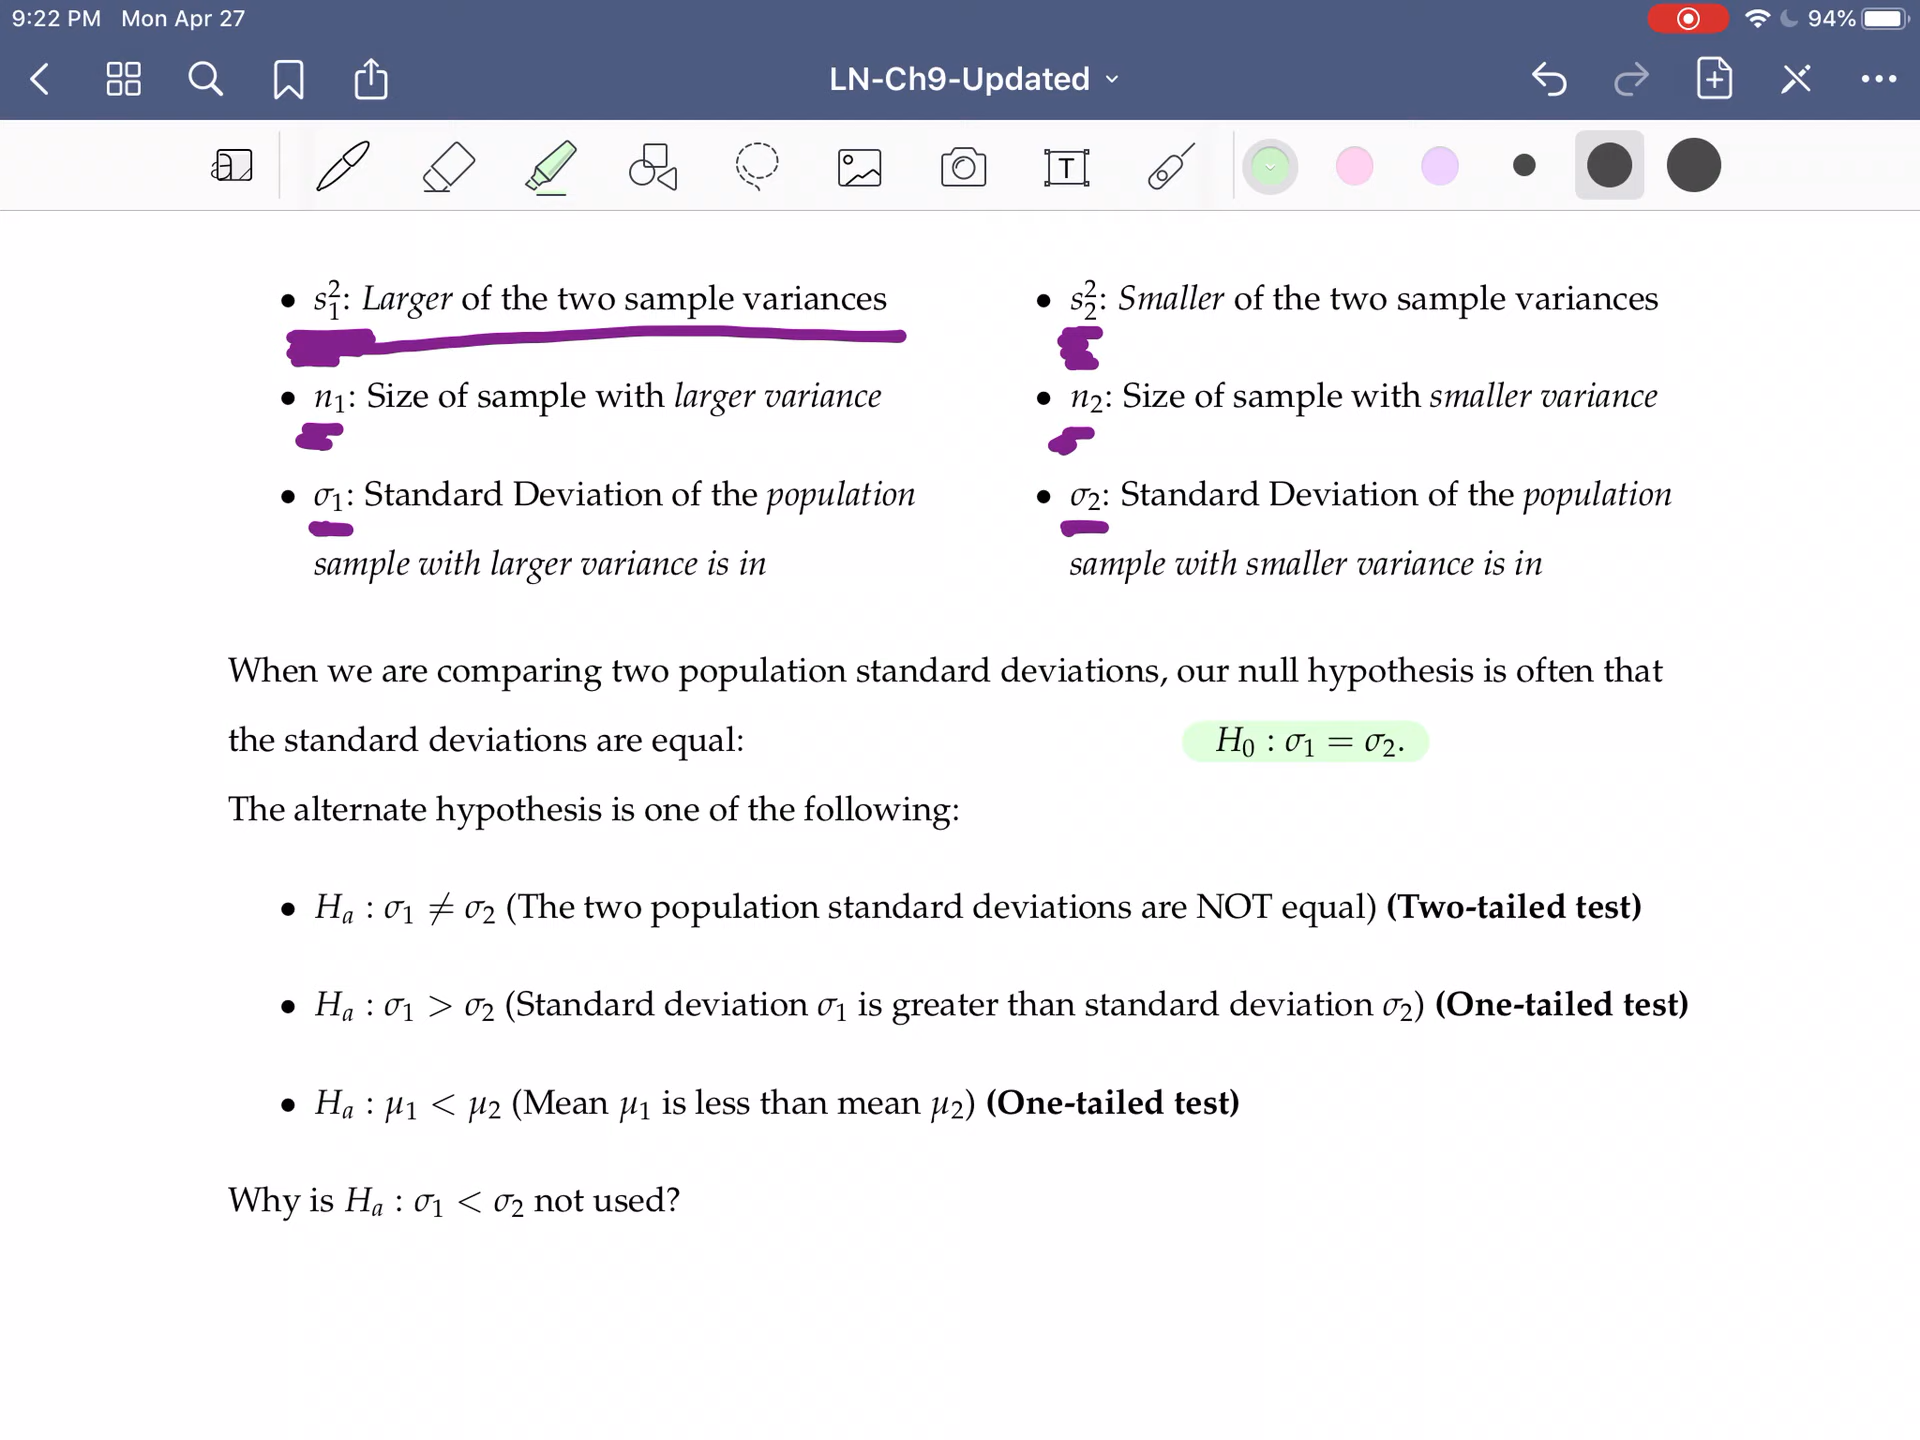 9:22 PM Mon Apr 27
94%
LN-Ch9-Updated
T
• s₁²: Larger of the two sample variances
• n₁: Size of sample with larger variance
• σ₁: Standard Deviation of the population
sample with larger variance is in
• s₂²: Smaller of the two sample variances
• n₂: Size of sample with smaller variance
• σ₂: Standard Deviation of the population
sample with smaller variance is in
When we are comparing two population standard deviations, our null hypothesis is often that
the standard deviations are equal: H₀ : σ₁ = σ₂.
The alternate hypothesis is one of the following:
• Hₐ : σ₁ ≠ σ₂ (The two population standard deviations are NOT equal) (Two-tailed test)
• Hₐ : σ₁ > σ₂ (Standard deviation σ₁ is greater than standard deviation σ₂) (One-tailed test)
• Hₐ : μ₁ < μ₂ (Mean μ₁ is less than mean μ₂) (One-tailed test)
Why is Hₐ : σ₁ < σ₂ not used?